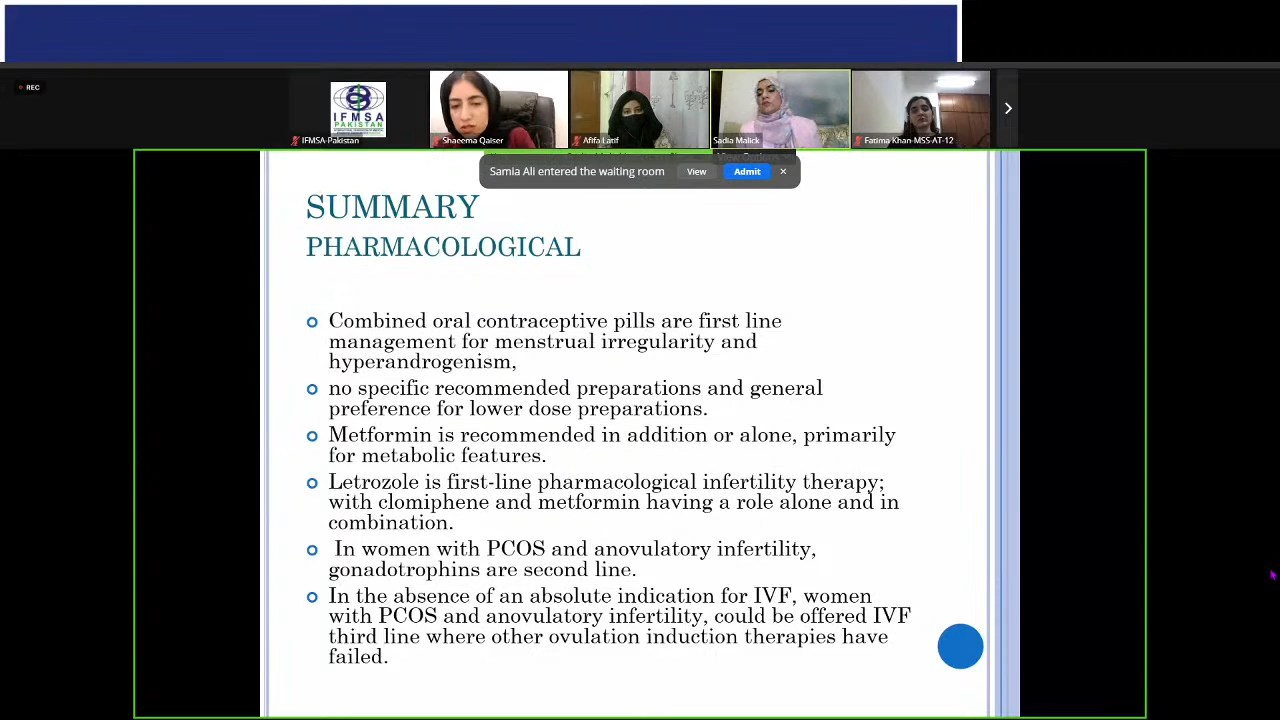 REC
IFMSA
PAKISTAN
IFMSA-Pakistan
Shaeema Qaiser
Afifa Latif
Sadia Malick
Fatima Khan-MSS-AT-12
Samia Ali entered the waiting room
View
Admit
SUMMARY
PHARMACOLOGICAL
Combined oral contraceptive pills are first line
management for menstrual irregularity and
hyperandrogenism,
no specific recommended preparations and general
preference for lower dose preparations.
Metformin is recommended in addition or alone, primarily
for metabolic features.
Letrozole is first-line pharmacological infertility therapy;
with clomiphene and metformin having a role alone and in
combination.
In women with PCOS and anovulatory infertility,
gonadotrophins are second line.
In the absence of an absolute indication for IVF, women
with PCOS and anovulatory infertility, could be offered IVF
third line where other ovulation induction therapies have
failed.